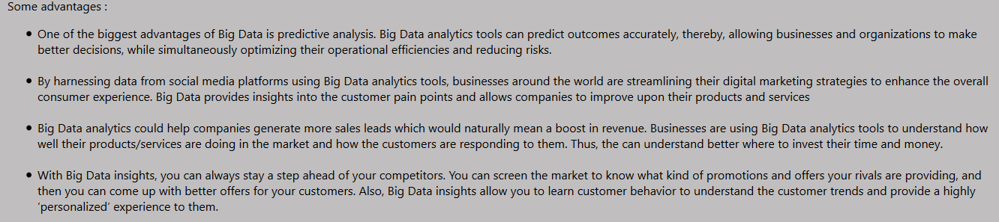 Some advantages :
● One of the biggest advantages of Big Data is predictive analysis. Big Data analytics tools can predict outcomes accurately, thereby, allowing businesses and organizations to make
better decisions, while simultaneously optimizing their operational efficiencies and reducing risks.
● By harnessing data from social media platforms using Big Data analytics tools, businesses around the world are streamlining their digital marketing strategies to enhance the overall
consumer experience. Big Data provides insights into the customer pain points and allows companies to improve upon their products and services
● Big Data analytics could help companies generate more sales leads which would naturally mean a boost in revenue. Businesses are using Big Data analytics tools to understand how
well their products/services are doing in the market and how the customers are responding to them. Thus, the can understand better where to invest their time and money.
● With Big Data insights, you can always stay a step ahead of your competitors. You can screen the market to know what kind of promotions and offers your rivals are providing, and
then you can come up with better offers for your customers. Also, Big Data insights allow you to learn customer behavior to understand the customer trends and provide a highly
‘personalized’ experience to them.